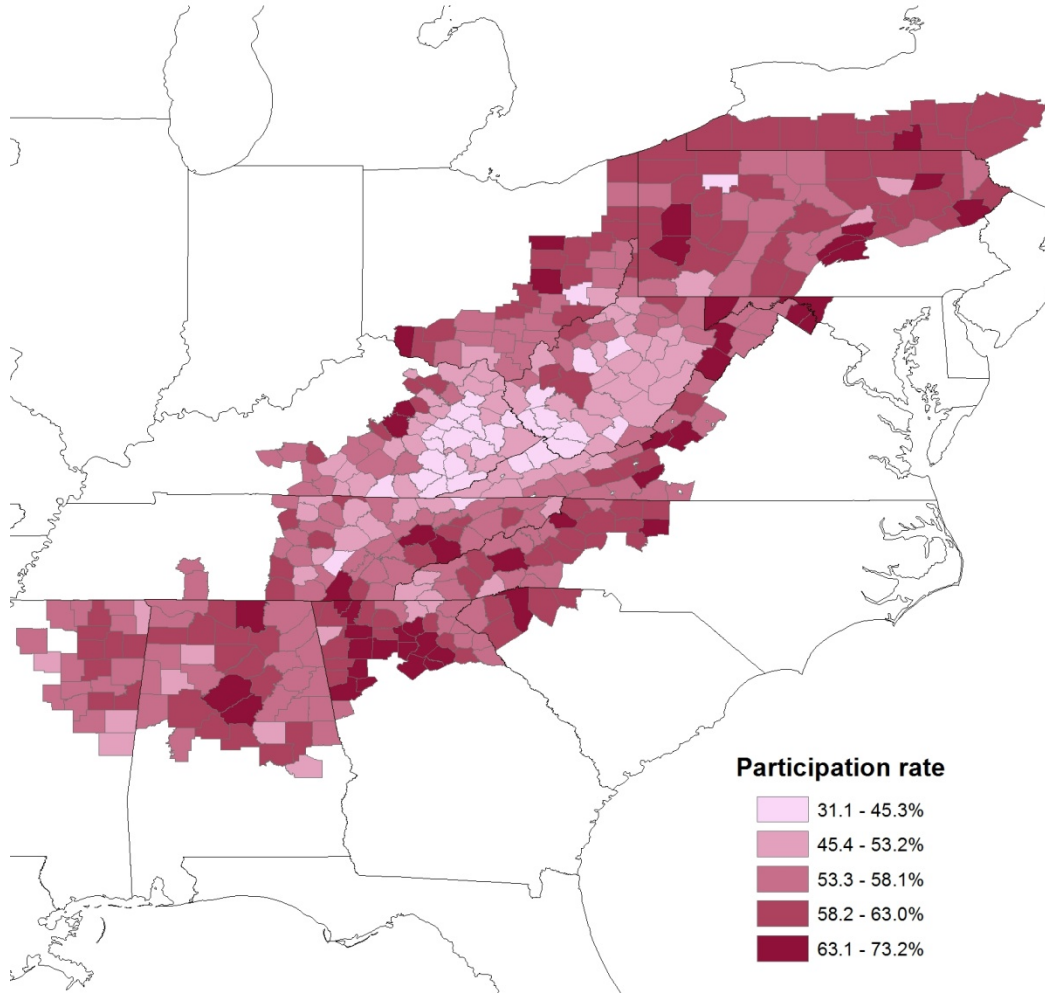 Participation rate
31.1 - 45.3%
45.4 - 53.2%
53.3 - 58.1%
58.2 - 63.0%
63.1 - 73.2%